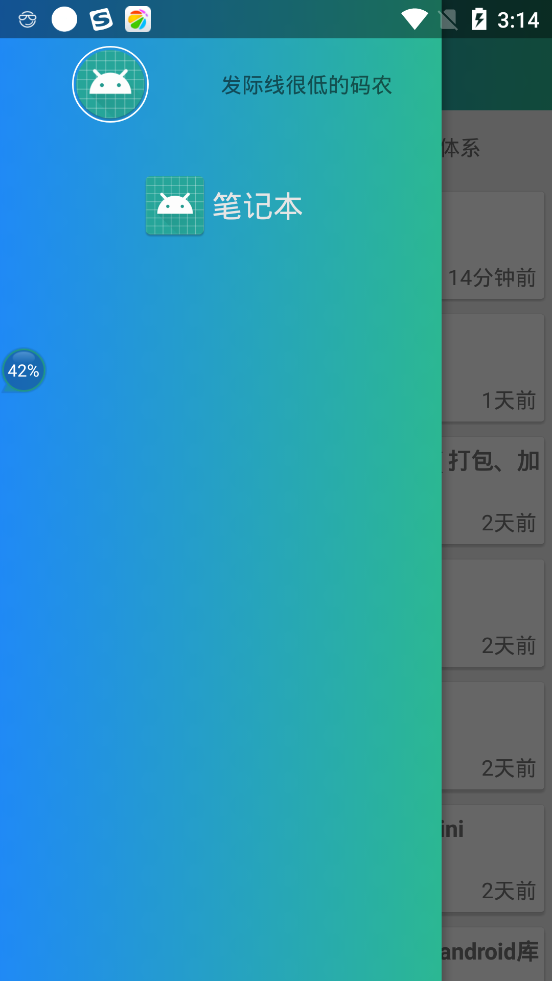 3:14
发际线很低的码农
体系
笔记本
14分钟前
42%
1天前
打包、加
2天前
2天前
2天前
ini
2天前
android库